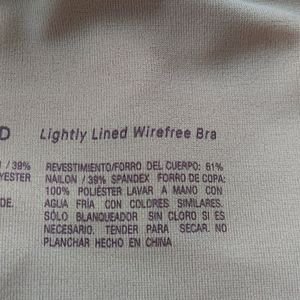 D Lightly Lined Wirefree Bra
/ 39% REVESTIMIENTO/FORRO DEL CUERPO: 61%
NAILON / 39% SPANDEX FORRO DE COPA:
100% POLIÉSTER LAVAR A MANO CON
DE. AGUA FRÍA CON COLORES SIMILARES.
SÓLO BLANQUEADOR SIN CLORO SI ES
NECESARIO. TENDER PARA SECAR. NO
PLANCHAR HECHO EN CHINA